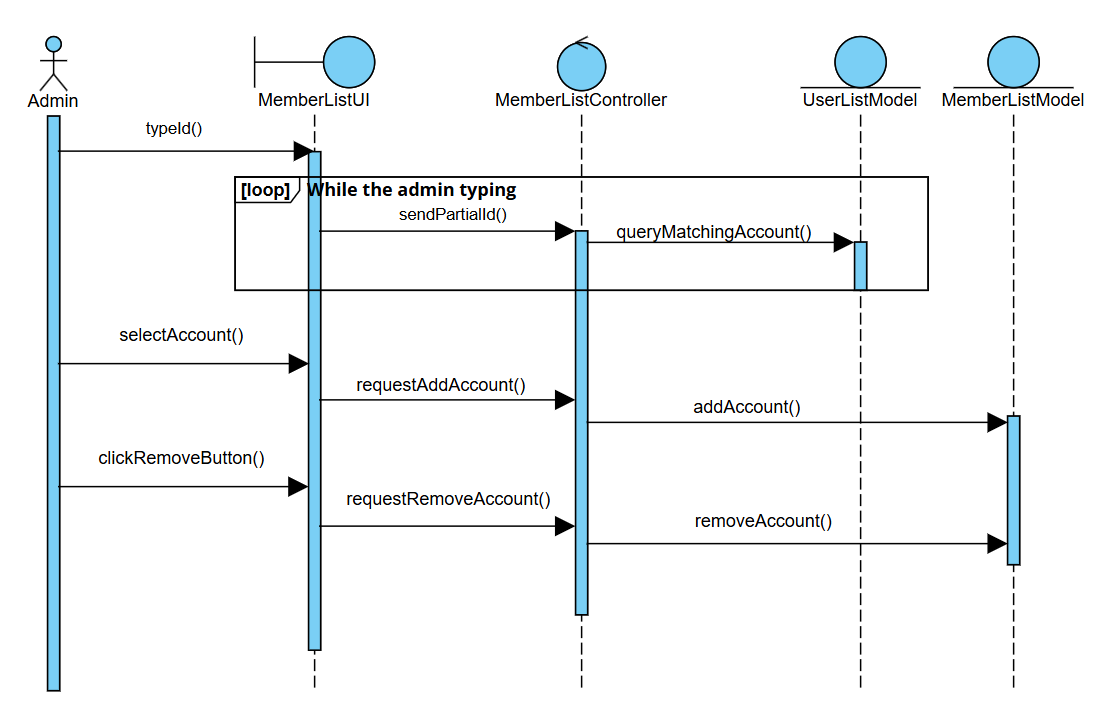 Admin
MemberListUI
MemberListController
UserListModel
MemberListModel
typeId()
[loop] While the admin typing
sendPartialId()
queryMatchingAccount()
selectAccount()
requestAddAccount()
addAccount()
clickRemoveButton()
requestRemoveAccount()
removeAccount()